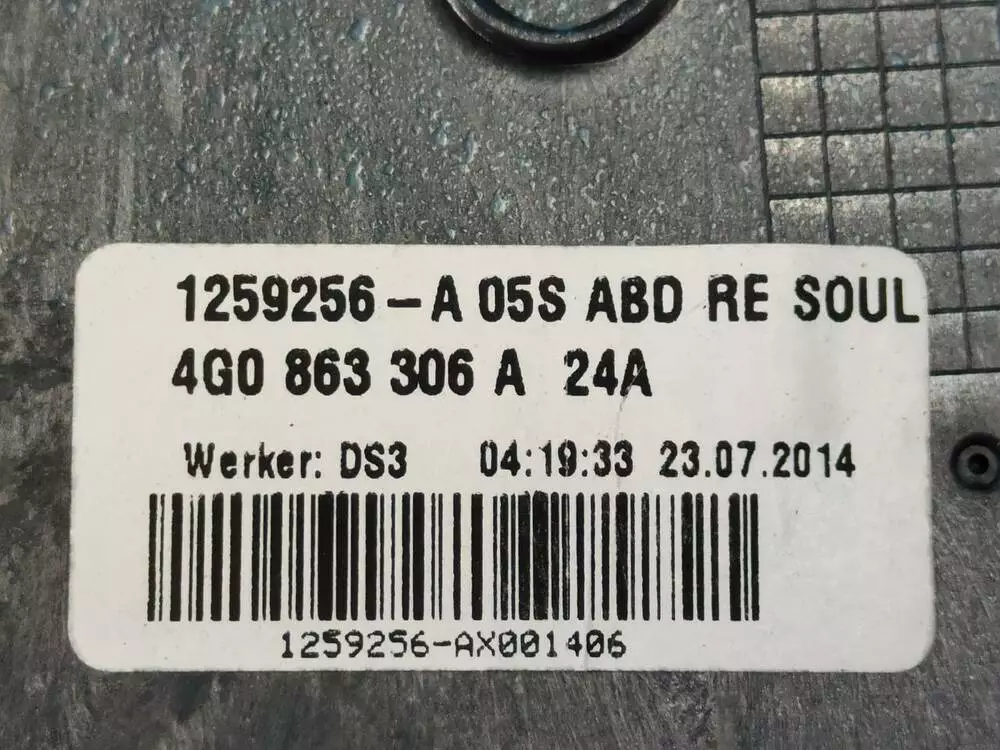 1259256-A 05S ABD RE SOUL
4G0 863 306 A 24A
Werker: DS3 04:19:33 23.07.2014
1259256-AX001406